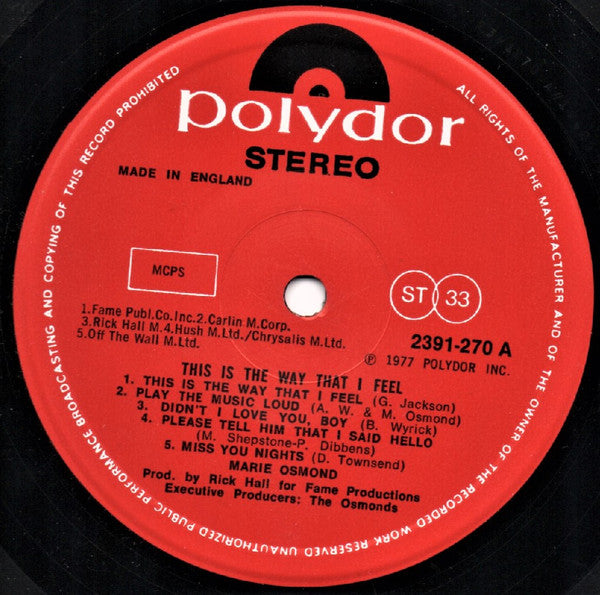 polydor
STEREO
MADE IN ENGLAND
MCPS
ST 33
1.Fame Publ.Co.Inc.2. Carlin M.Corp.
3.Rick Hall M.4. Hush M.Ltd./Chrysalis M.Ltd.
5.Off The Wall M.Ltd.
2391-270 A
℗ 1977 POLYDOR INC.
THIS IS THE WAY THAT I FEEL
1. THIS IS THE WAY THAT I FEEL (G. Jackson)
2. PLAY THE MUSIC LOUD (A. W. & M. Osmond)
3. DIDN'T I LOVE YOU, BOY (B. Wyrick)
4. PLEASE TELL HIM THAT I SAID HELLO
(M. Shepstone-P. Dibbens)
5. MISS YOU NIGHTS (D. Townsend)
MARIE OSMOND
Prod. by Rick Hall for Fame Productions
Executive Producers: The Osmonds
ALL RIGHTS OF THE MANUFACTURER AND OF THE OWNER OF THE RECORDED WORK RESERVED UNAUTHORIZED PUBLIC PERFORMANCE BROADCASTING AND COPYING OF THIS RECORD PROHIBITED